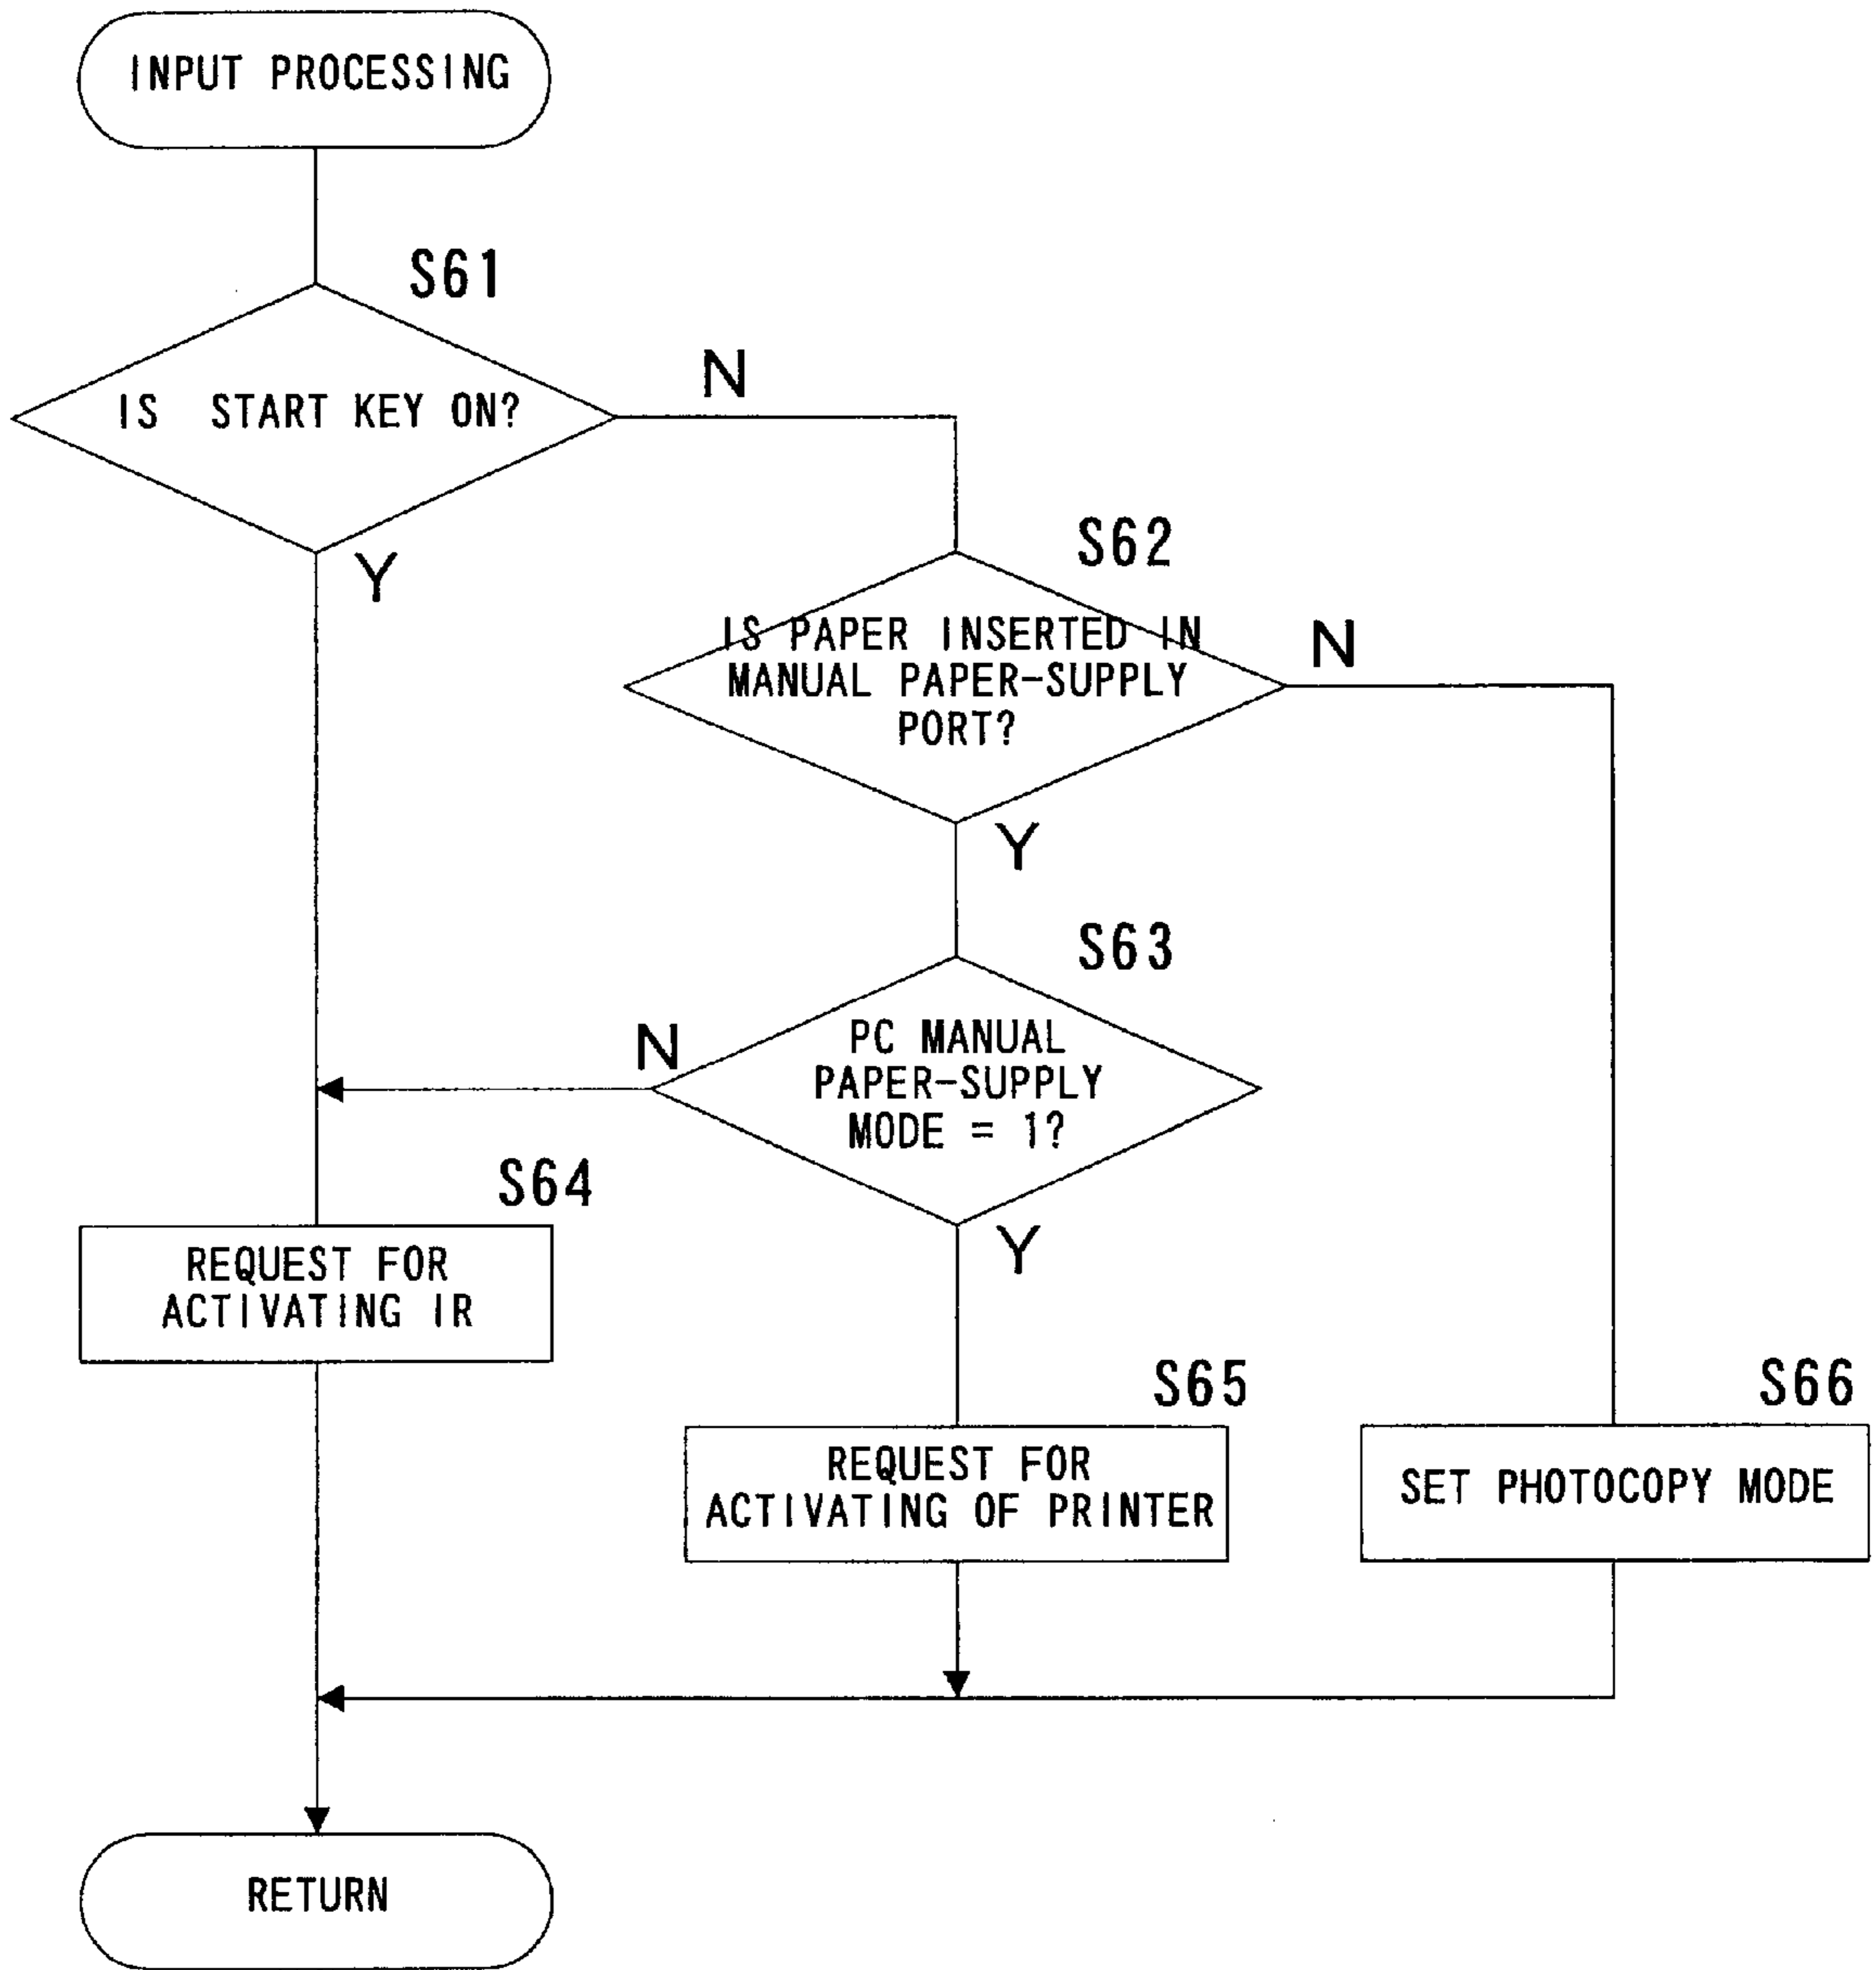 INPUT PROCESSING
S61
IS START KEY ON?
N
Y
S62
IS PAPER INSERTED IN
MANUAL PAPER-SUPPLY
PORT?
N
Y
S63
PC MANUAL
PAPER-SUPPLY
MODE = 1?
N
Y
S64
REQUEST FOR
ACTIVATING IR
S65
REQUEST FOR
ACTIVATING OF PRINTER
S66
SET PHOTOCOPY MODE
RETURN